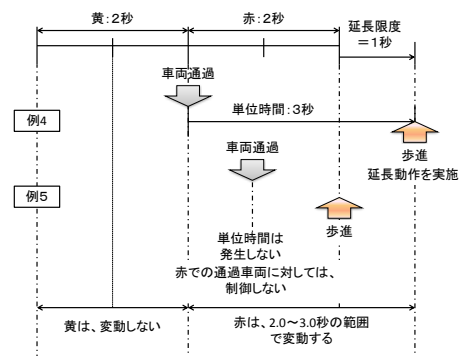 黄：2秒
赤：2秒
延長限度
＝1秒
車両通過
例4
単位時間：3秒
車両通過
歩進
延長動作を実施
例5
歩進
単位時間は
発生しない
赤での通過車両に対しては、
制御しない
黄は、変動しない
赤は、2.0～3.0秒の範囲
で変動する